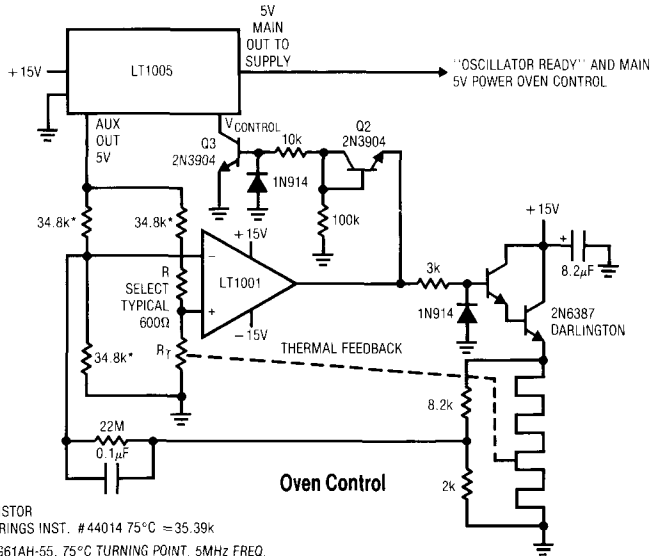 5V
MAIN
OUT TO
SUPPLY
+15V
LT1005
"OSCILLATOR READY" AND MAIN
5V POWER OVEN CONTROL
AUX
OUT
5V
VCONTROL
Q3
2N3904
10k
Q2
2N3904
1N914
100k
34.8k*
34.8k*
+15V
−
LT1001
+
−15V
R
SELECT
TYPICAL
600Ω
RT
34.8k*
3k
1N914
+15V
+
8.2µF
2N6387
DARLINGTON
THERMAL FEEDBACK
8.2k
2k
22M
0.1µF
Oven Control
STOR
RINGS INST. #44014 75°C = 35.39k
G61AH-55, 75°C TURNING POINT, 5MHz FREQ.